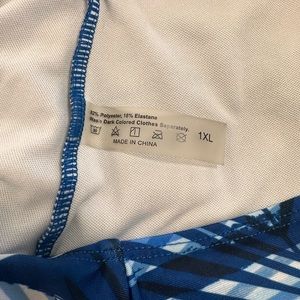 82% Polyester, 18% Elastane
Wash Dark Colored Clothes Separately.
1XL
MADE IN CHINA